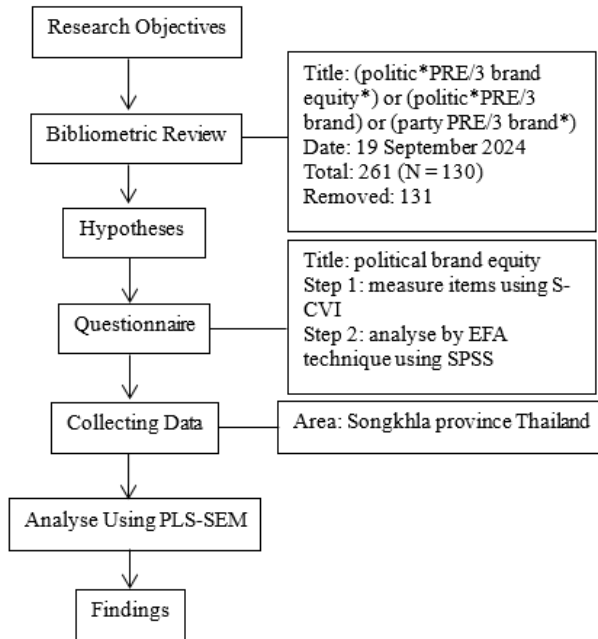 Research Objectives
Bibliometric Review
Title: (politic*PRE/3 brand
equity*) or (politic*PRE/3
brand) or (party PRE/3 brand*)
Date: 19 September 2024
Total: 261 (N = 130)
Removed: 131
Hypotheses
Questionnaire
Title: political brand equity
Step 1: measure items using S-
CVI
Step 2: analyse by EFA
technique using SPSS
Collecting Data
Area: Songkhla province Thailand
Analyse Using PLS-SEM
Findings